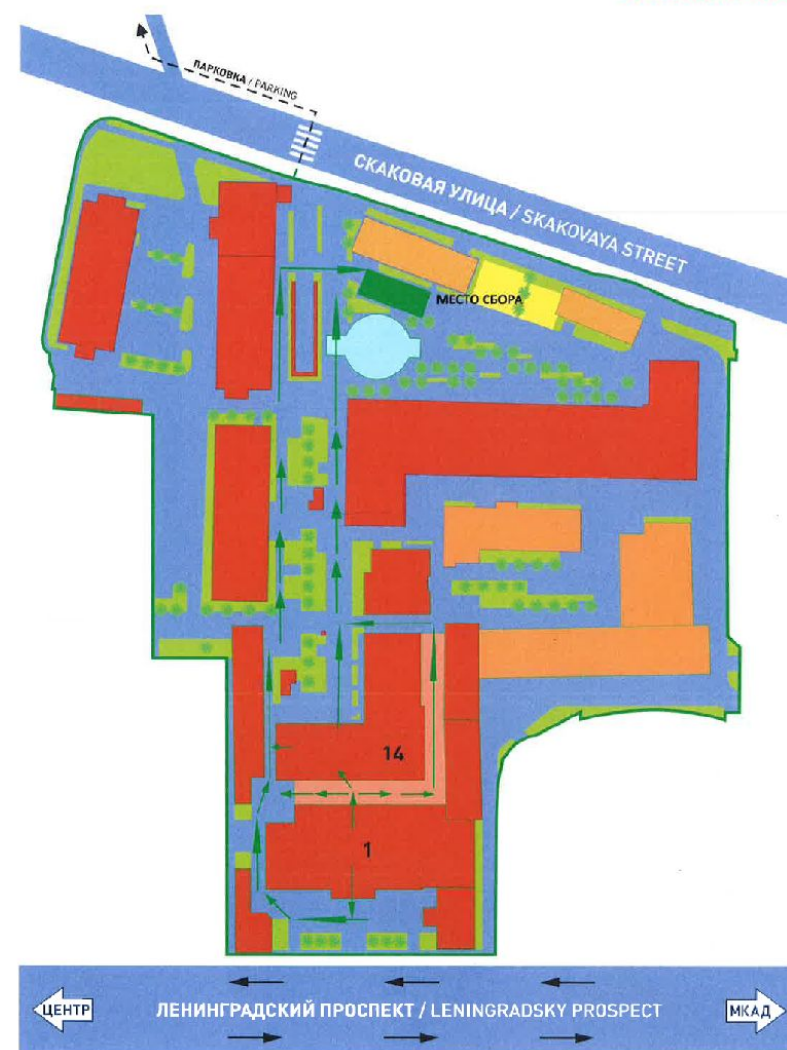 ПАРКОВКА / PARKING
СКАКОВАЯ УЛИЦА / SKAKOVAYA STREET
МЕСТО СБОРА
14
1
ЦЕНТР
ЛЕНИНГРАДСКИЙ ПРОСПЕКТ / LENINGRADSKY PROSPECT
МКАД